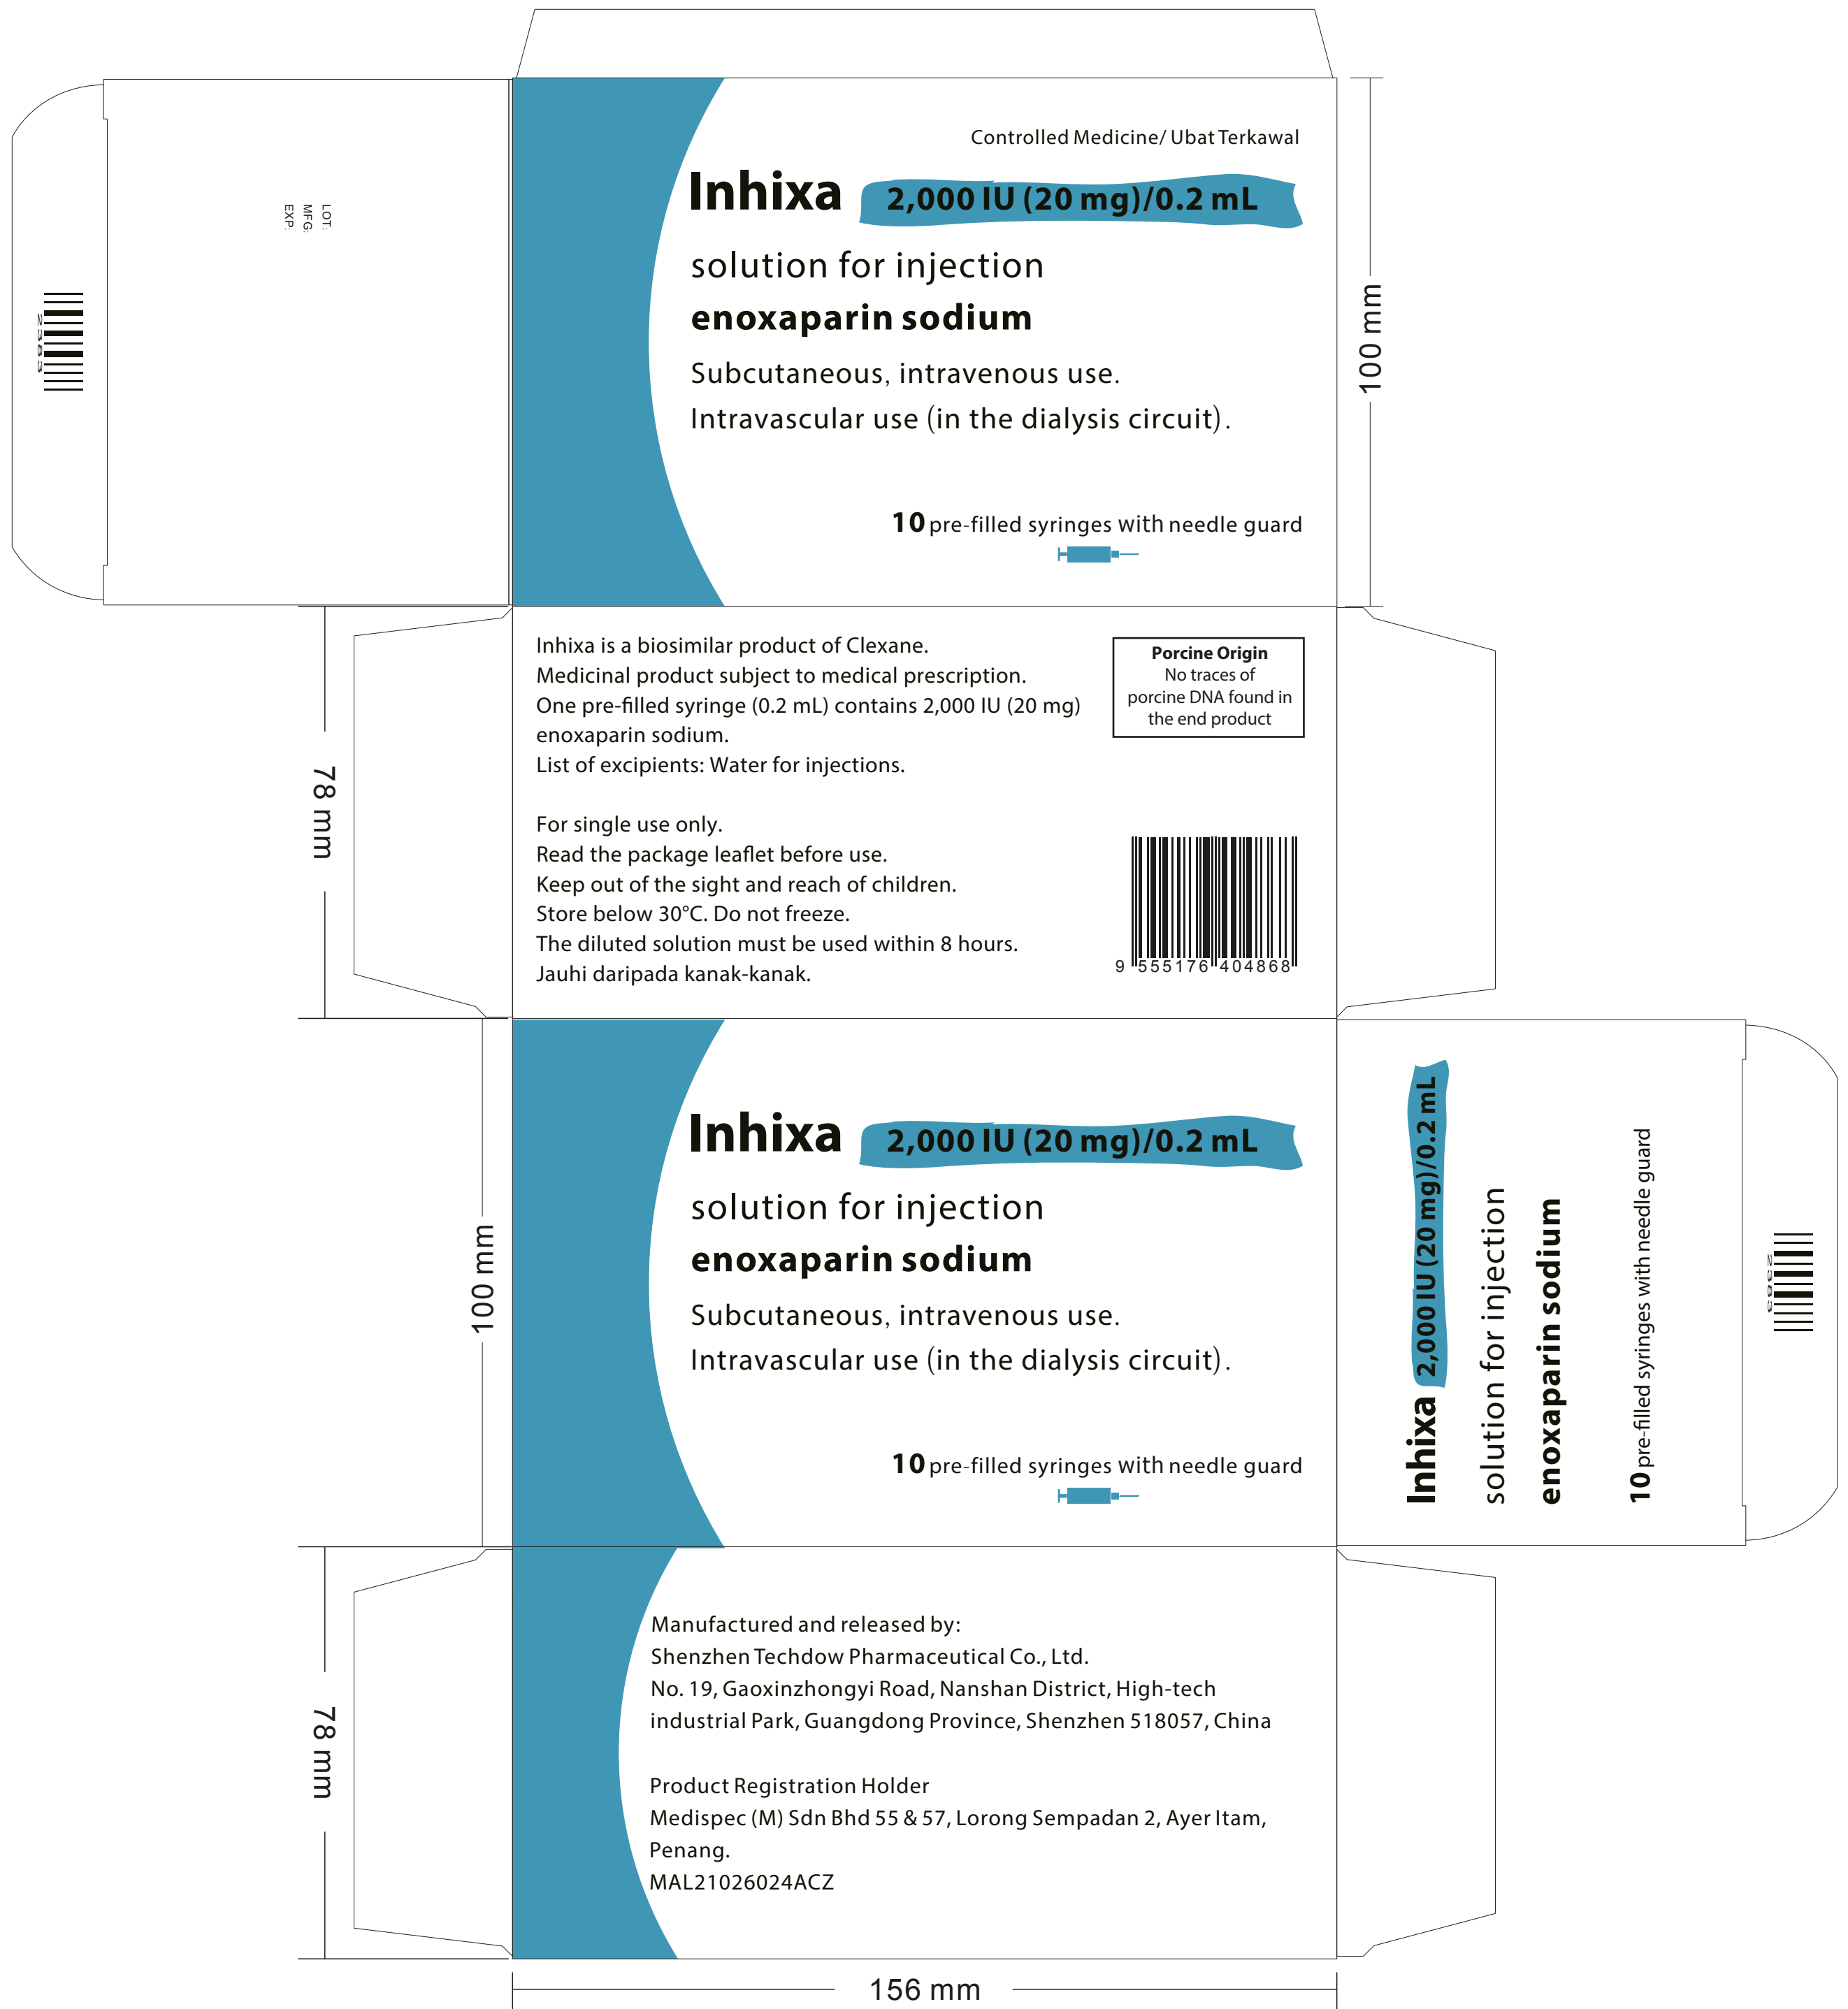 Controlled Medicine/ Ubat Terkawal
Inhixa 2,000 IU (20 mg)/0.2 mL
solution for injection
enoxaparin sodium
Subcutaneous, intravenous use.
Intravascular use (in the dialysis circuit).
10 pre-filled syringes with needle guard
LOT:
MFG:
EXP:
2383
100 mm
Inhixa is a biosimilar product of Clexane.
Medicinal product subject to medical prescription.
One pre-filled syringe (0.2 mL) contains 2,000 IU (20 mg)
enoxaparin sodium.
List of excipients: Water for injections.
For single use only.
Read the package leaflet before use.
Keep out of the sight and reach of children.
Store below 30°C. Do not freeze.
The diluted solution must be used within 8 hours.
Jauhi daripada kanak-kanak.
Porcine Origin
No traces of
porcine DNA found in
the end product
9 555176 404868
78 mm
100 mm
Inhixa 2,000 IU (20 mg)/0.2 mL
solution for injection
enoxaparin sodium
Subcutaneous, intravenous use.
Intravascular use (in the dialysis circuit).
10 pre-filled syringes with needle guard
Inhixa 2,000 IU (20 mg)/0.2 mL
solution for injection
enoxaparin sodium
10 pre-filled syringes with needle guard
2383
78 mm
Manufactured and released by:
Shenzhen Techdow Pharmaceutical Co., Ltd.
No. 19, Gaoxinzhongyi Road, Nanshan District, High-tech
industrial Park, Guangdong Province, Shenzhen 518057, China
Product Registration Holder
Medispec (M) Sdn Bhd 55 & 57, Lorong Sempadan 2, Ayer Itam,
Penang.
MAL21026024ACZ
156 mm